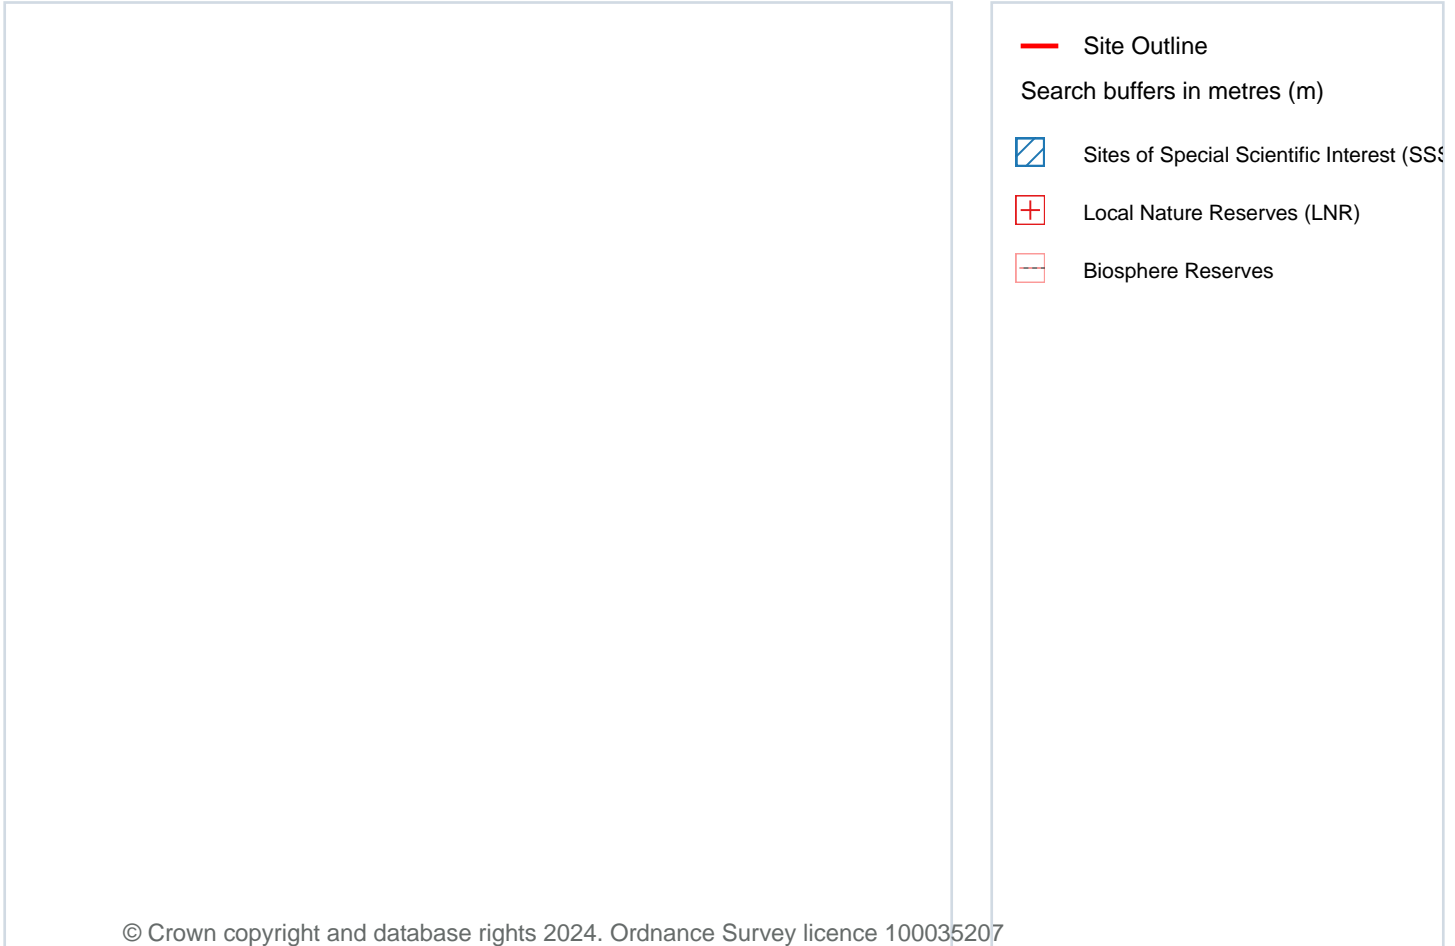 Site Outline
Search buffers in metres (m)
Sites of Special Scientific Interest (SSS
Local Nature Reserves (LNR)
Biosphere Reserves
© Crown copyright and database rights 2024. Ordnance Survey licence 100035207